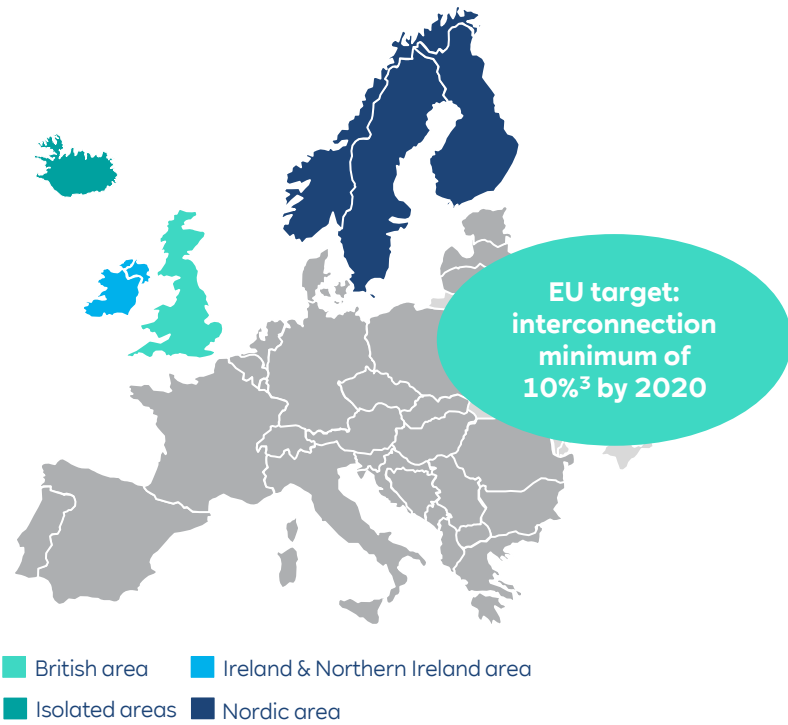 EU target:
interconnection
minimum of
10%³ by 2020
British area
Ireland & Northern Ireland area
Isolated areas
Nordic area